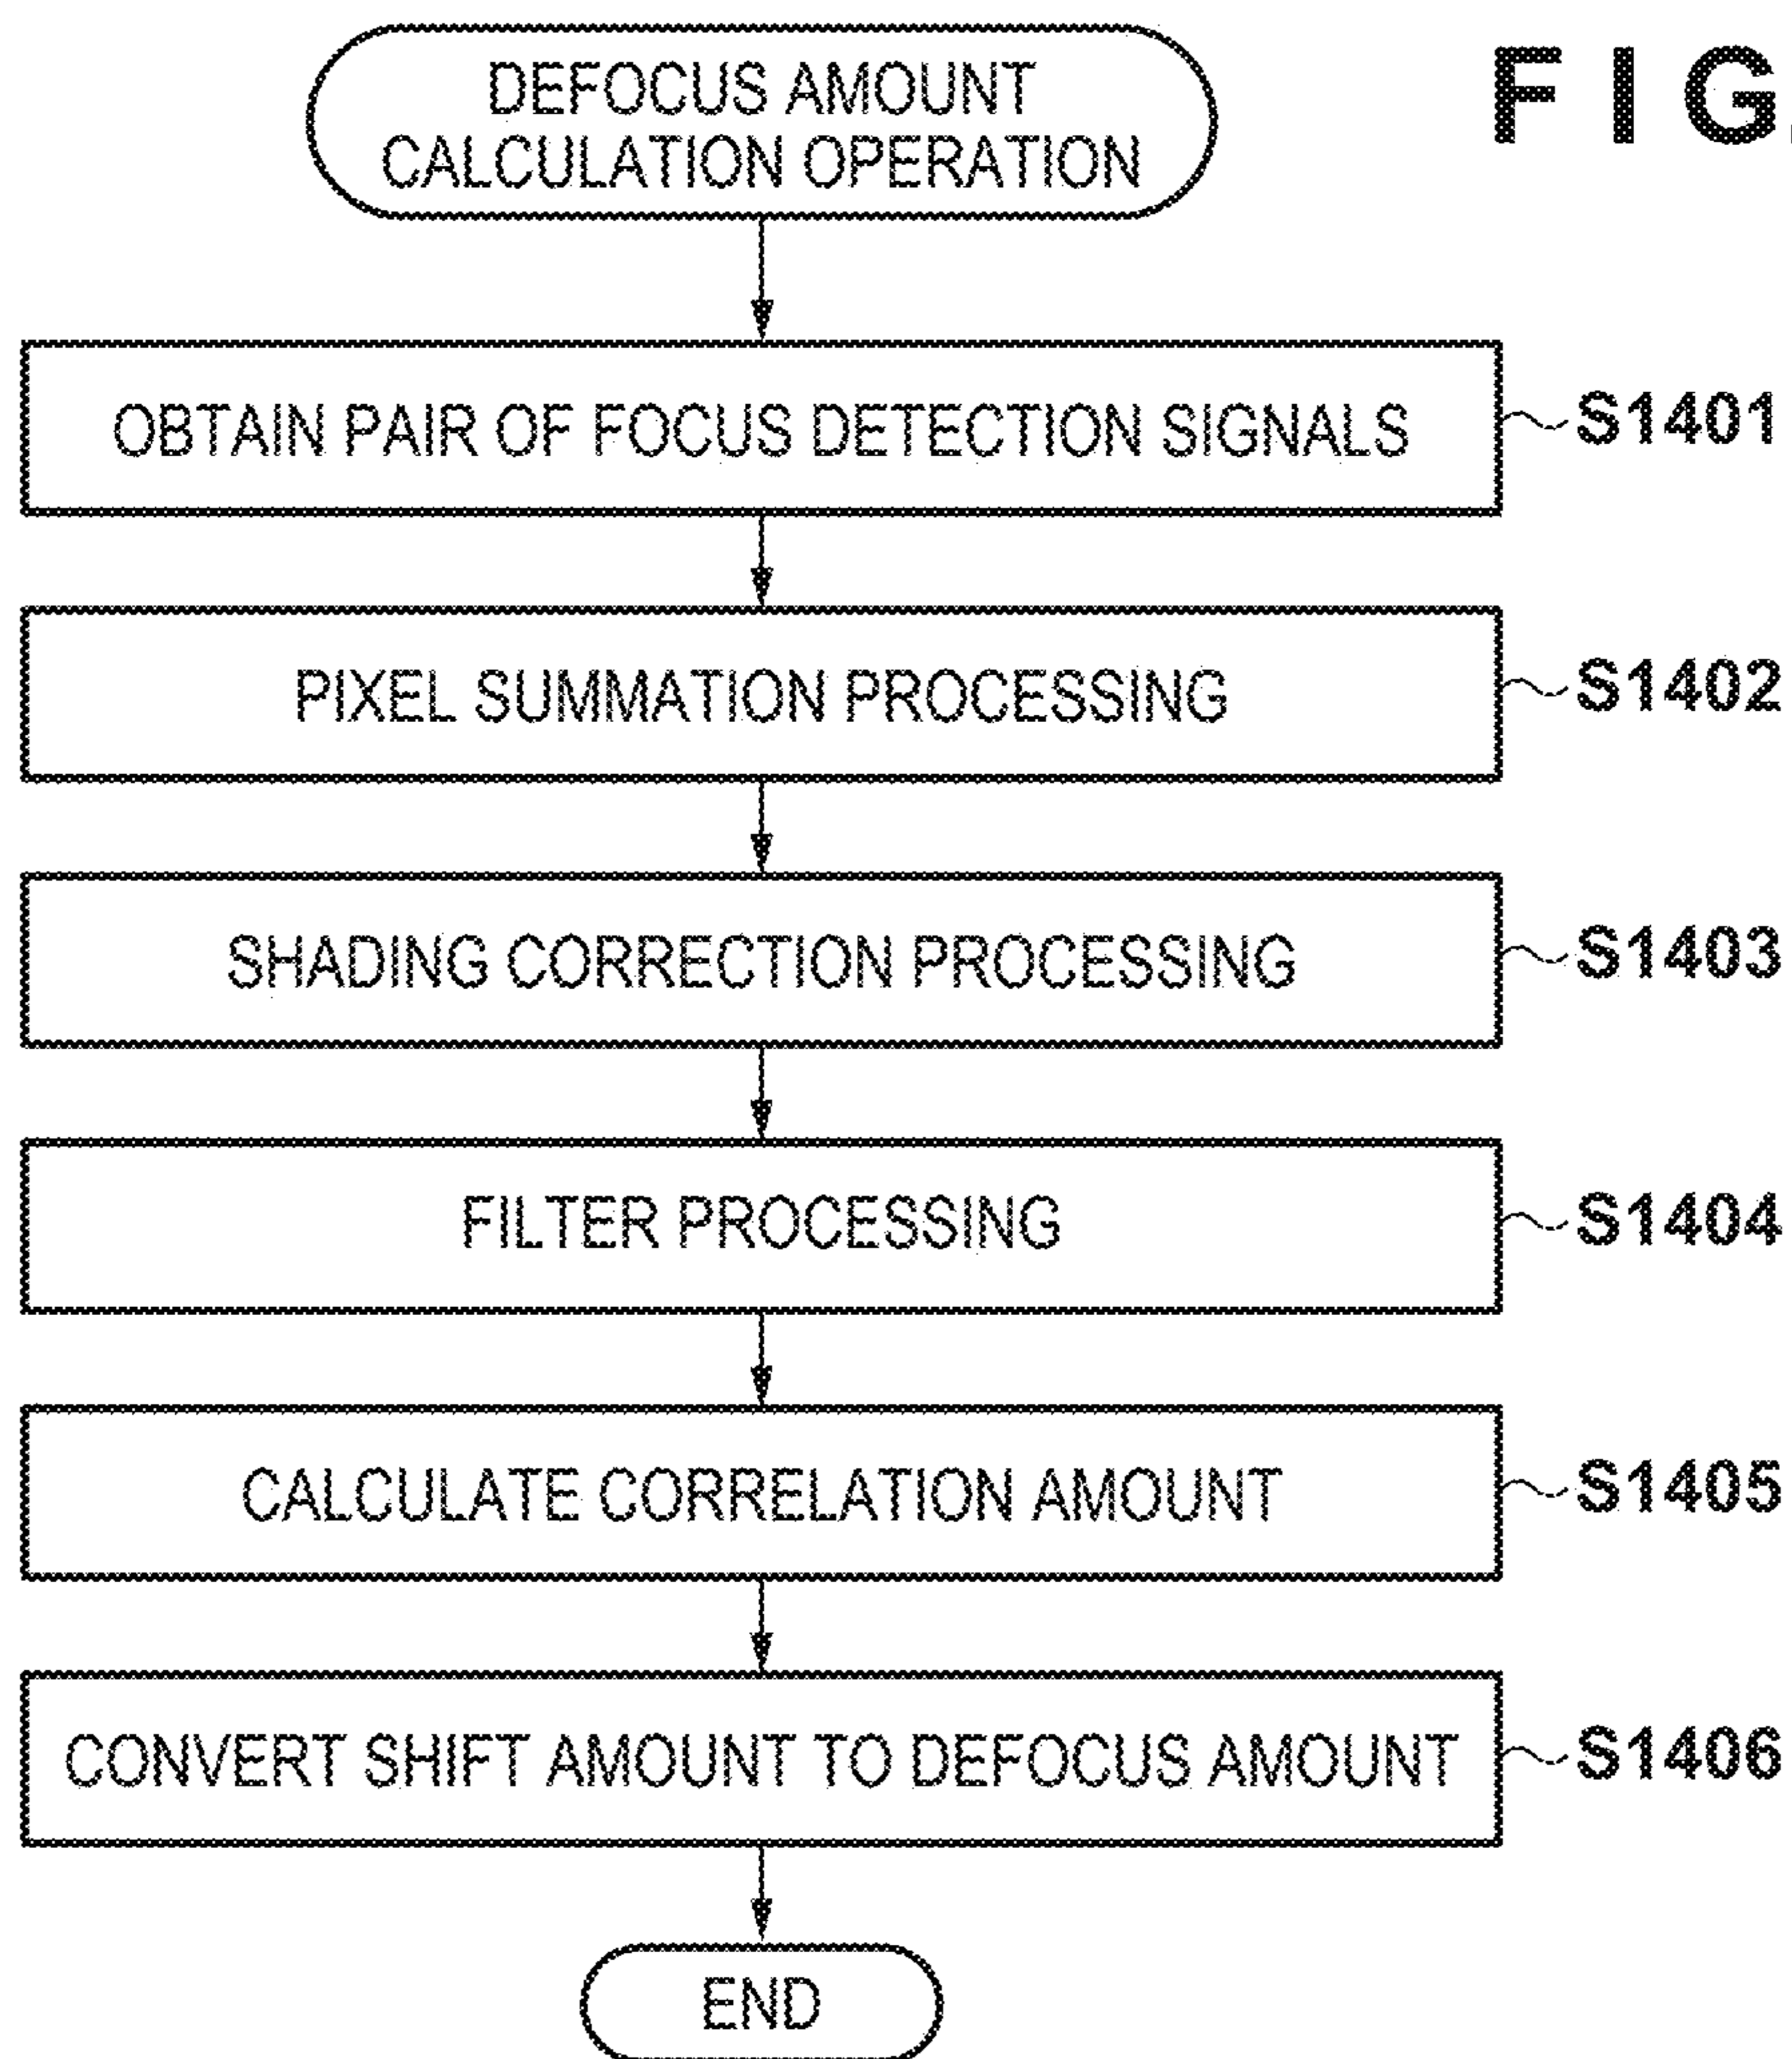 FIG.
DEFOCUS AMOUNT
CALCULATION OPERATION
OBTAIN PAIR OF FOCUS DETECTION SIGNALS
S1401
PIXEL SUMMATION PROCESSING
S1402
SHADING CORRECTION PROCESSING
S1403
FILTER PROCESSING
S1404
CALCULATE CORRELATION AMOUNT
S1405
CONVERT SHIFT AMOUNT TO DEFOCUS AMOUNT
S1406
END